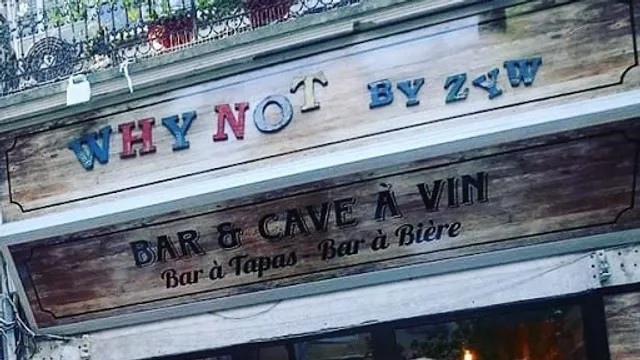 WHY NOT BY ZYW
BAR & CAVE À VIN
Bar à Tapas - Bar à Bière